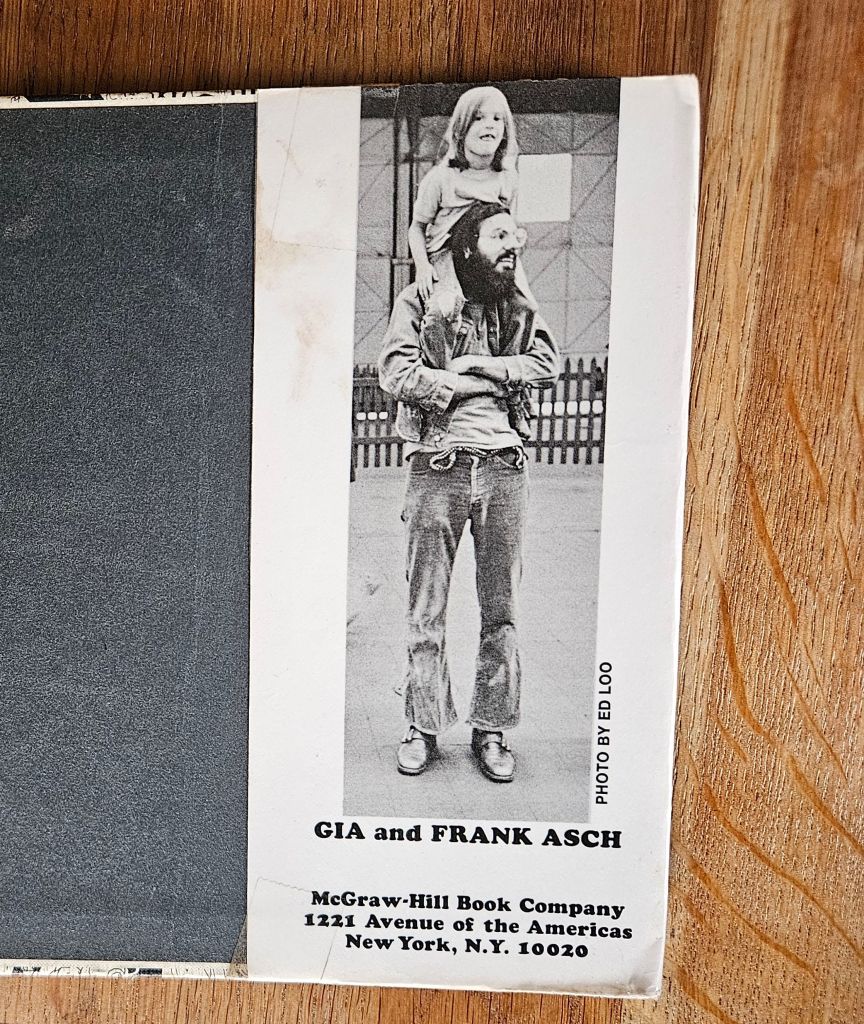 PHOTO BY ED LOO
GIA and FRANK ASCH
McGraw-Hill Book Company
1221 Avenue of the Americas
New York, N.Y. 10020